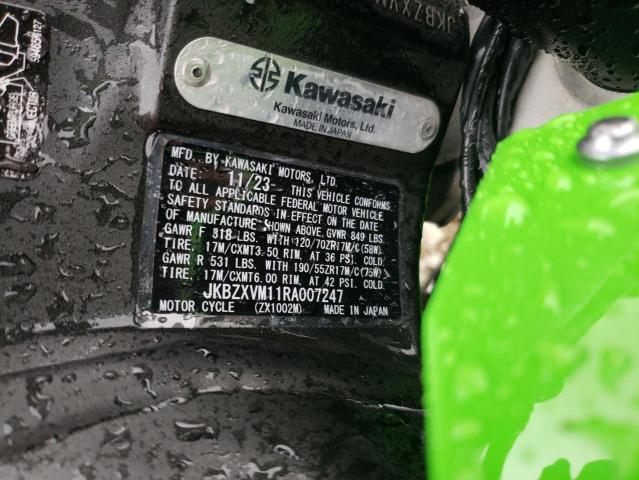 JKBZXVM
Kawasaki
Kawasaki Motors, Ltd.
MADE IN JAPAN
MFD. BY KAWASAKI MOTORS, LTD.
DATE: 11/23 THIS VEHICLE CONFORMS
TO ALL APPLICABLE FEDERAL MOTOR VEHICLE
SAFETY STANDARDS IN EFFECT ON THE DATE
OF MANUFACTURE SHOWN ABOVE. GVWR 849 LBS.
GAWR F 318 LBS. WITH 120/70ZR17M/C(58W)
TIRE, 17M/CXMT3.50 RIM. AT 36 PSI. COLD.
GAWR R 531 LBS. WITH 190/55ZR17M/C(75W)
TIRE, 17M/CXMT6.00 RIM. AT 42 PSI. COLD.
JKBZXVM11RA007247
MOTOR CYCLE (ZX1002M) MADE IN JAPAN